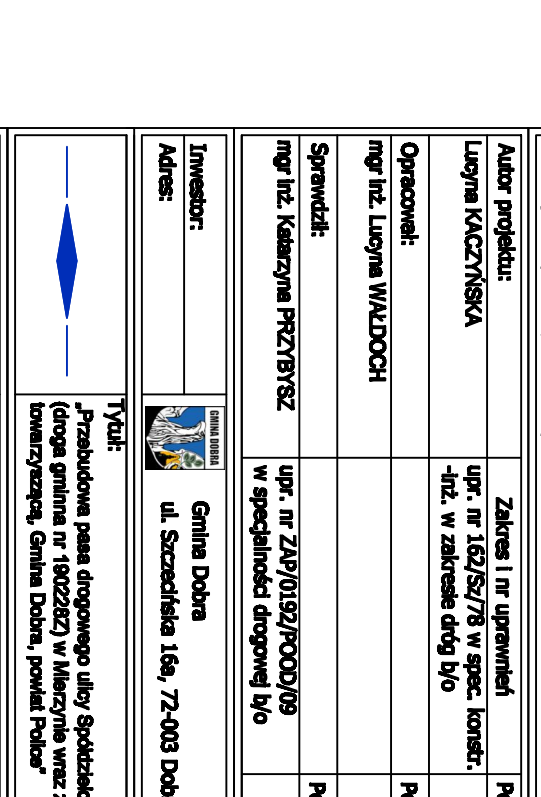 Autor projektu:
Zakres i nr uprawnień
Lucyna KACZYŃSKA
upr. nr 162/Sz/78 w spec. konstr.
-inż. w zakresie dróg b/o
Opracował:
mgr inż. Lucyna WAŁDOCH
Sprawdził:
mgr inż. Katarzyna PRZYBYSZ
upr. nr ZAP/0192/POOD/09
w specjalności drogowej b/o
Inwestor:
Adres:
GMINA DOBRA
Gmina Dobra
ul. Szczecińska 16a, 72-003 Dob
Tytuł:
„Przebudowa pasa drogowego ulicy Spółdzielc
(droga gminna nr 190228Z) w Mierzynie wraz z
towarzyszącą, Gmina Dobra, powiat Police"